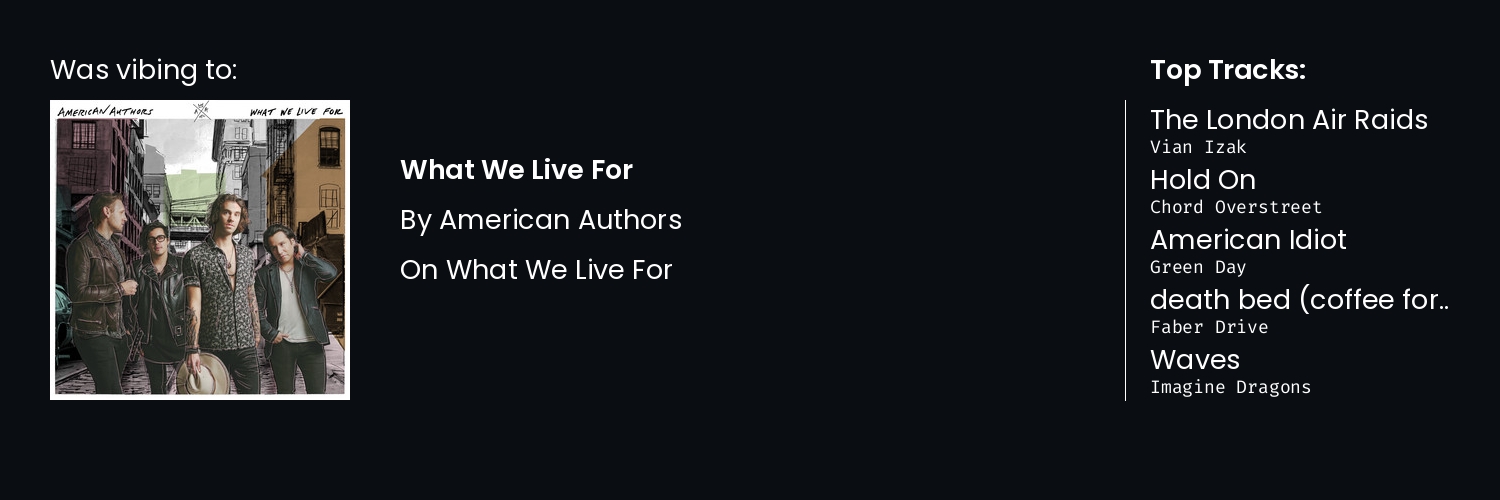 Was vibing to:
AMERICAN AUTHORS
WHAT WE LIVE FOR
What We Live For
By American Authors
On What We Live For
Top Tracks:
The London Air Raids
Vian Izak
Hold On
Chord Overstreet
American Idiot
Green Day
death bed (coffee for..
Faber Drive
Waves
Imagine Dragons